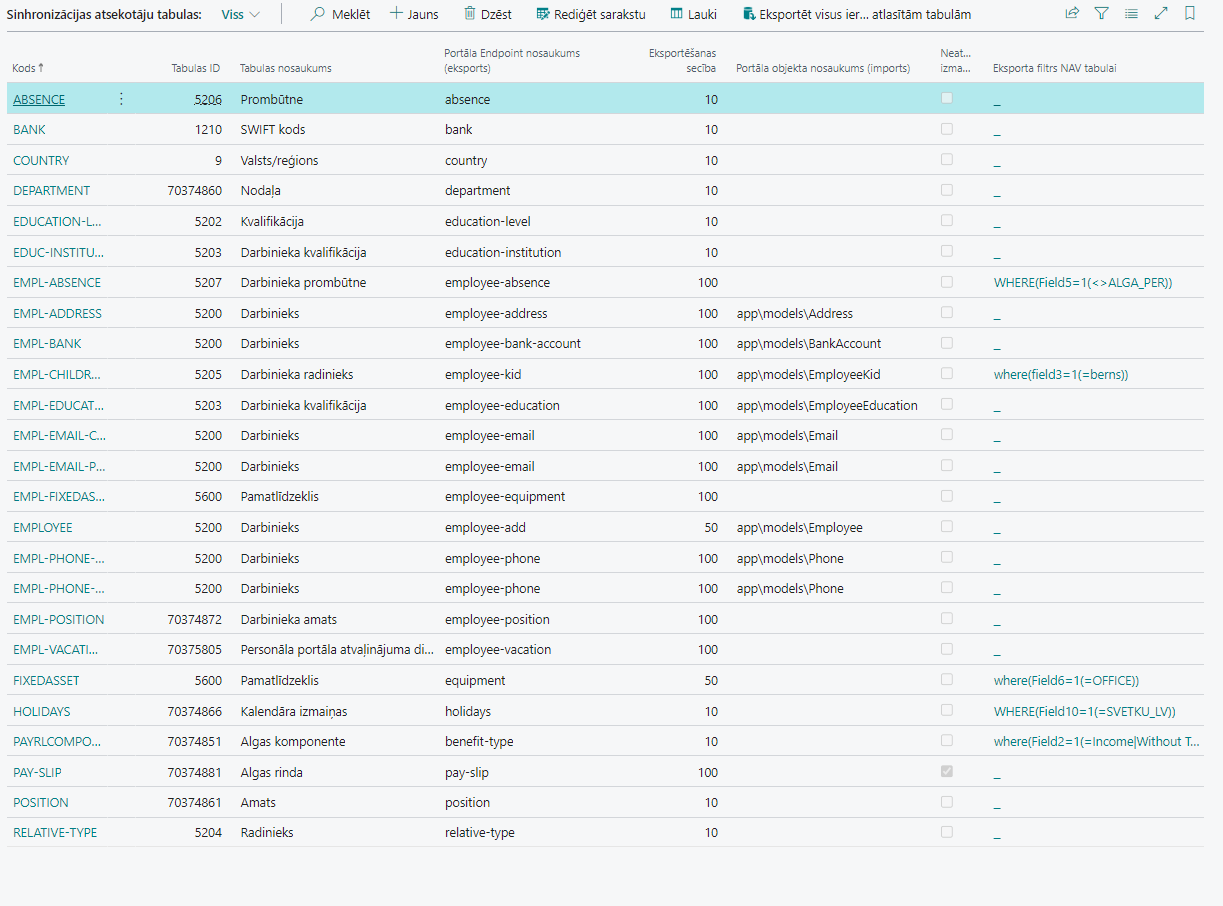 Sinhronizācijas atsekotāju tabulas: Viss Meklēt Jauns Dzēst Rediģēt sarakstu Lauki Eksportēt visus ier... atlasītām tabulām
Kods ↑ Tabulas ID Tabulas nosaukums Portāla Endpoint nosaukums (eksports) Eksportēšanas secība Portāla objekta nosaukums (imports) Neat... izma... Eksporta filtrs NAV tabulai
ABSENCE 5206 Prombūtne absence 10 _
BANK 1210 SWIFT kods bank 10 _
COUNTRY 9 Valsts/reģions country 10 _
DEPARTMENT 70374860 Nodaļa department 10 _
EDUCATION-L... 5202 Kvalifikācija education-level 10 _
EDUC-INSTITU... 5203 Darbinieka kvalifikācija education-institution 10 _
EMPL-ABSENCE 5207 Darbinieka prombūtne employee-absence 100 WHERE(Field5=1(<>ALGA_PER))
EMPL-ADDRESS 5200 Darbinieks employee-address 100 app\models\Address _
EMPL-BANK 5200 Darbinieks employee-bank-account 100 app\models\BankAccount _
EMPL-CHILDR... 5205 Darbinieka radinieks employee-kid 100 app\models\EmployeeKid where(field3=1(=berns))
EMPL-EDUCAT... 5203 Darbinieka kvalifikācija employee-education 100 app\models\EmployeeEducation _
EMPL-EMAIL-C... 5200 Darbinieks employee-email 100 app\models\Email _
EMPL-EMAIL-P... 5200 Darbinieks employee-email 100 app\models\Email _
EMPL-FIXEDAS... 5600 Pamatlīdzeklis employee-equipment 100 _
EMPLOYEE 5200 Darbinieks employee-add 50 app\models\Employee _
EMPL-PHONE-... 5200 Darbinieks employee-phone 100 app\models\Phone _
EMPL-PHONE-... 5200 Darbinieks employee-phone 100 app\models\Phone _
EMPL-POSITION 70374872 Darbinieka amats employee-position 100 _
EMPL-VACATI... 70375805 Personāla portāla atvaļinājuma di... employee-vacation 100 _
FIXEDASSET 5600 Pamatlīdzeklis equipment 50 where(Field6=1(=OFFICE))
HOLIDAYS 70374866 Kalendāra izmaiņas holidays 10 WHERE(Field10=1(=SVETKU_LV))
PAYRLCOMPO... 70374851 Algas komponente benefit-type 10 where(Field2=1(=Income|Without T...
PAY-SLIP 70374881 Algas rinda pay-slip 100 _
POSITION 70374861 Amats position 10 _
RELATIVE-TYPE 5204 Radinieks relative-type 10 _